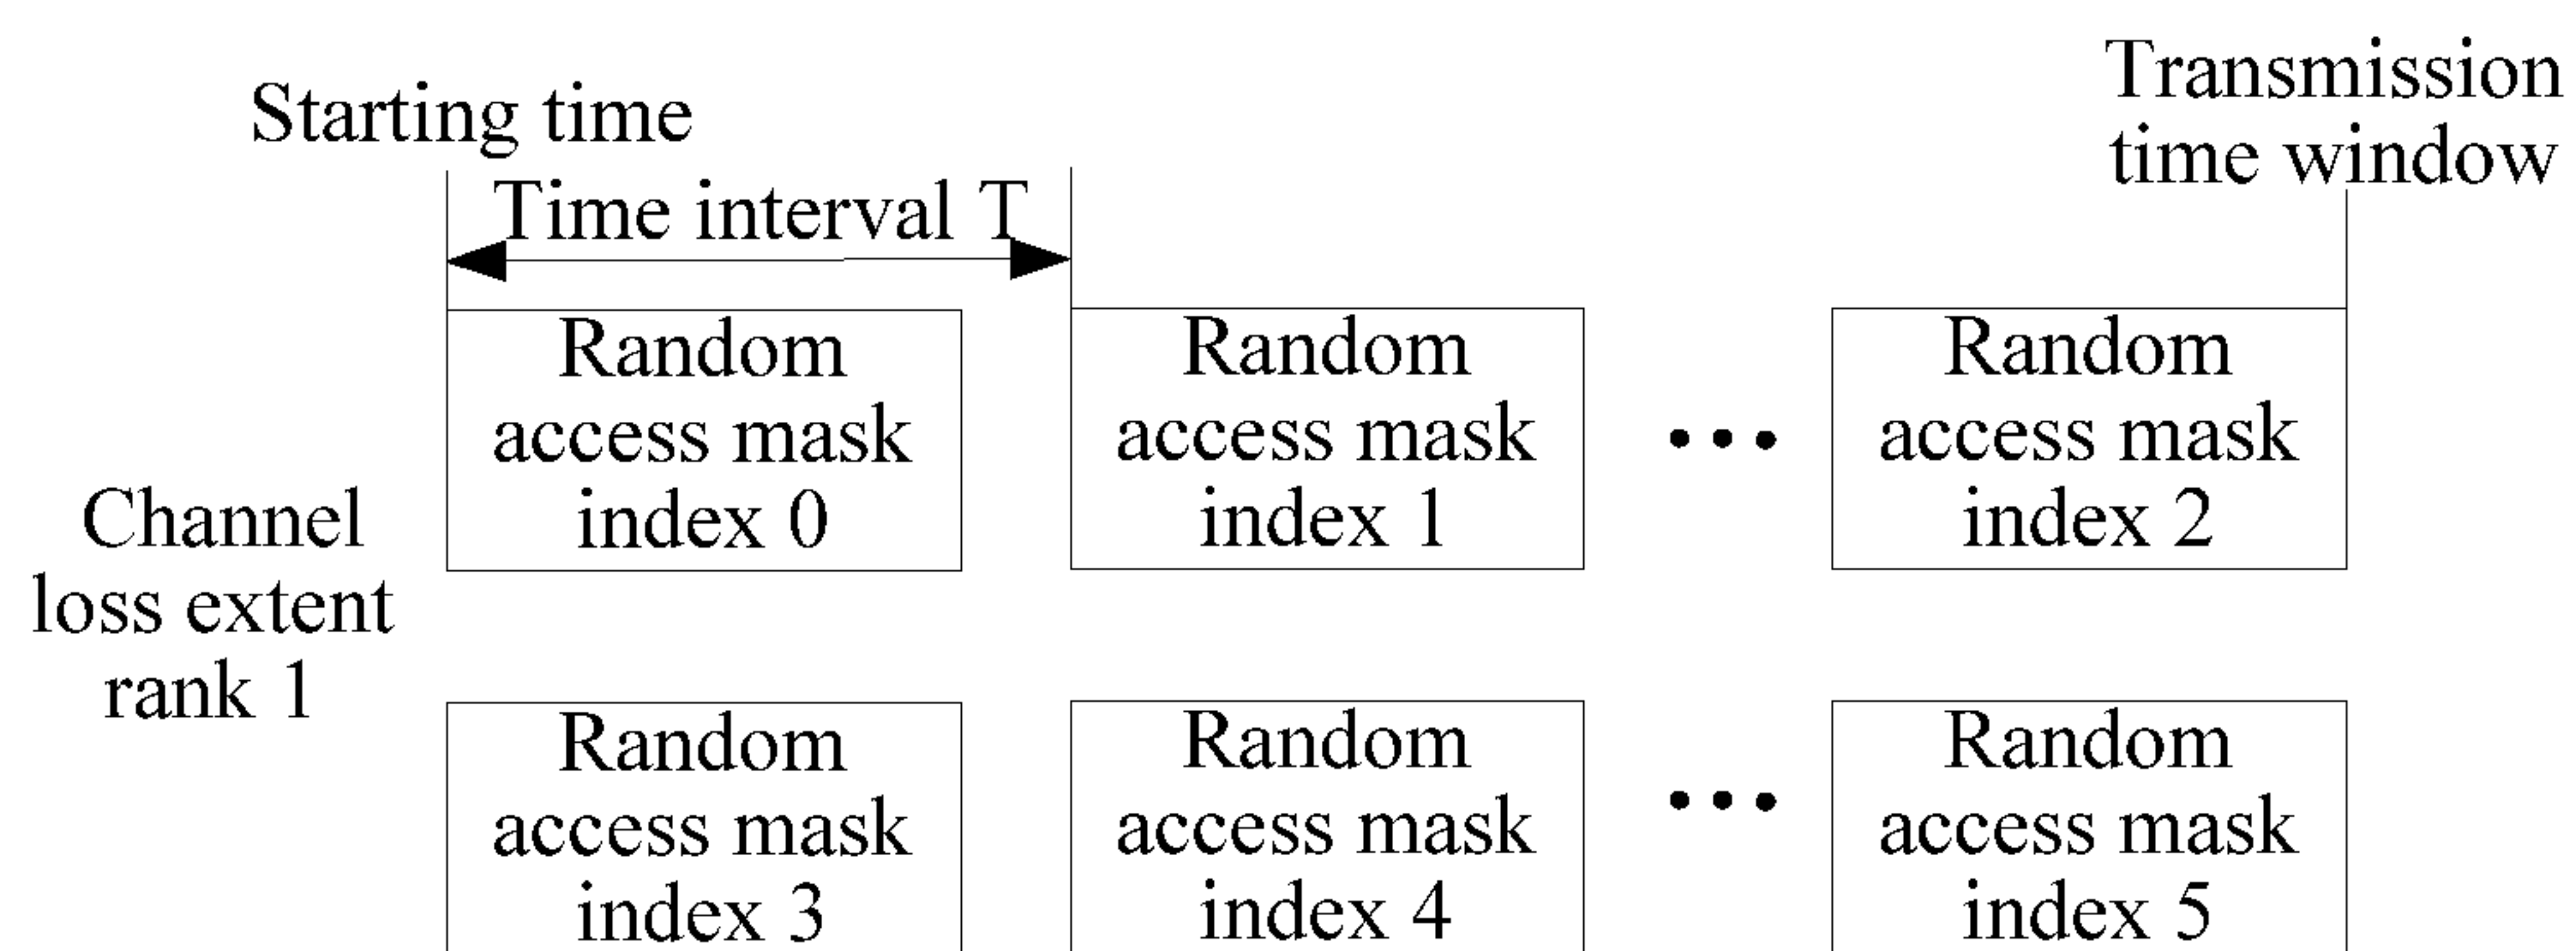 Starting time
Transmission
time window
Time interval T
Random
access mask
index 0
Random
access mask
index 1
Random
access mask
index 2
Channel
loss extent
rank 1
Random
access mask
index 3
Random
access mask
index 4
Random
access mask
index 5